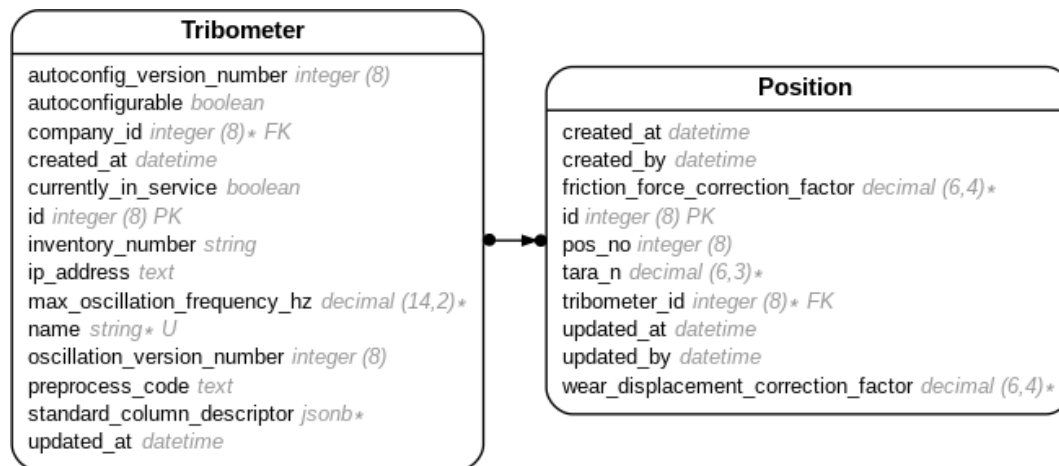 Tribometer
autoconfig_version_number integer (8)
autoconfigurable boolean
company_id integer (8)* FK
created_at datetime
currently_in_service boolean
id integer (8) PK
inventory_number string
ip_address text
max_oscillation_frequency_hz decimal (14,2)*
name string* U
oscillation_version_number integer (8)
preprocess_code text
standard_column_descriptor jsonb*
updated_at datetime
Position
created_at datetime
created_by datetime
friction_force_correction_factor decimal (6,4)*
id integer (8) PK
pos_no integer (8)
tara_n decimal (6,3)*
tribometer_id integer (8)* FK
updated_at datetime
updated_by datetime
wear_displacement_correction_factor decimal (6,4)*